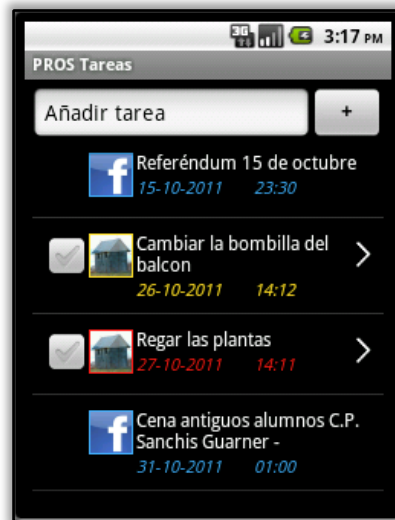 3G
3:17 PM
PROS Tareas
Añadir tarea
+
Referéndum 15 de octubre
15-10-2011 23:30
Cambiar la bombilla del
balcon
26-10-2011 14:12
Regar las plantas
27-10-2011 14:11
Cena antiguos alumnos C.P.
Sanchis Guarner -
31-10-2011 01:00